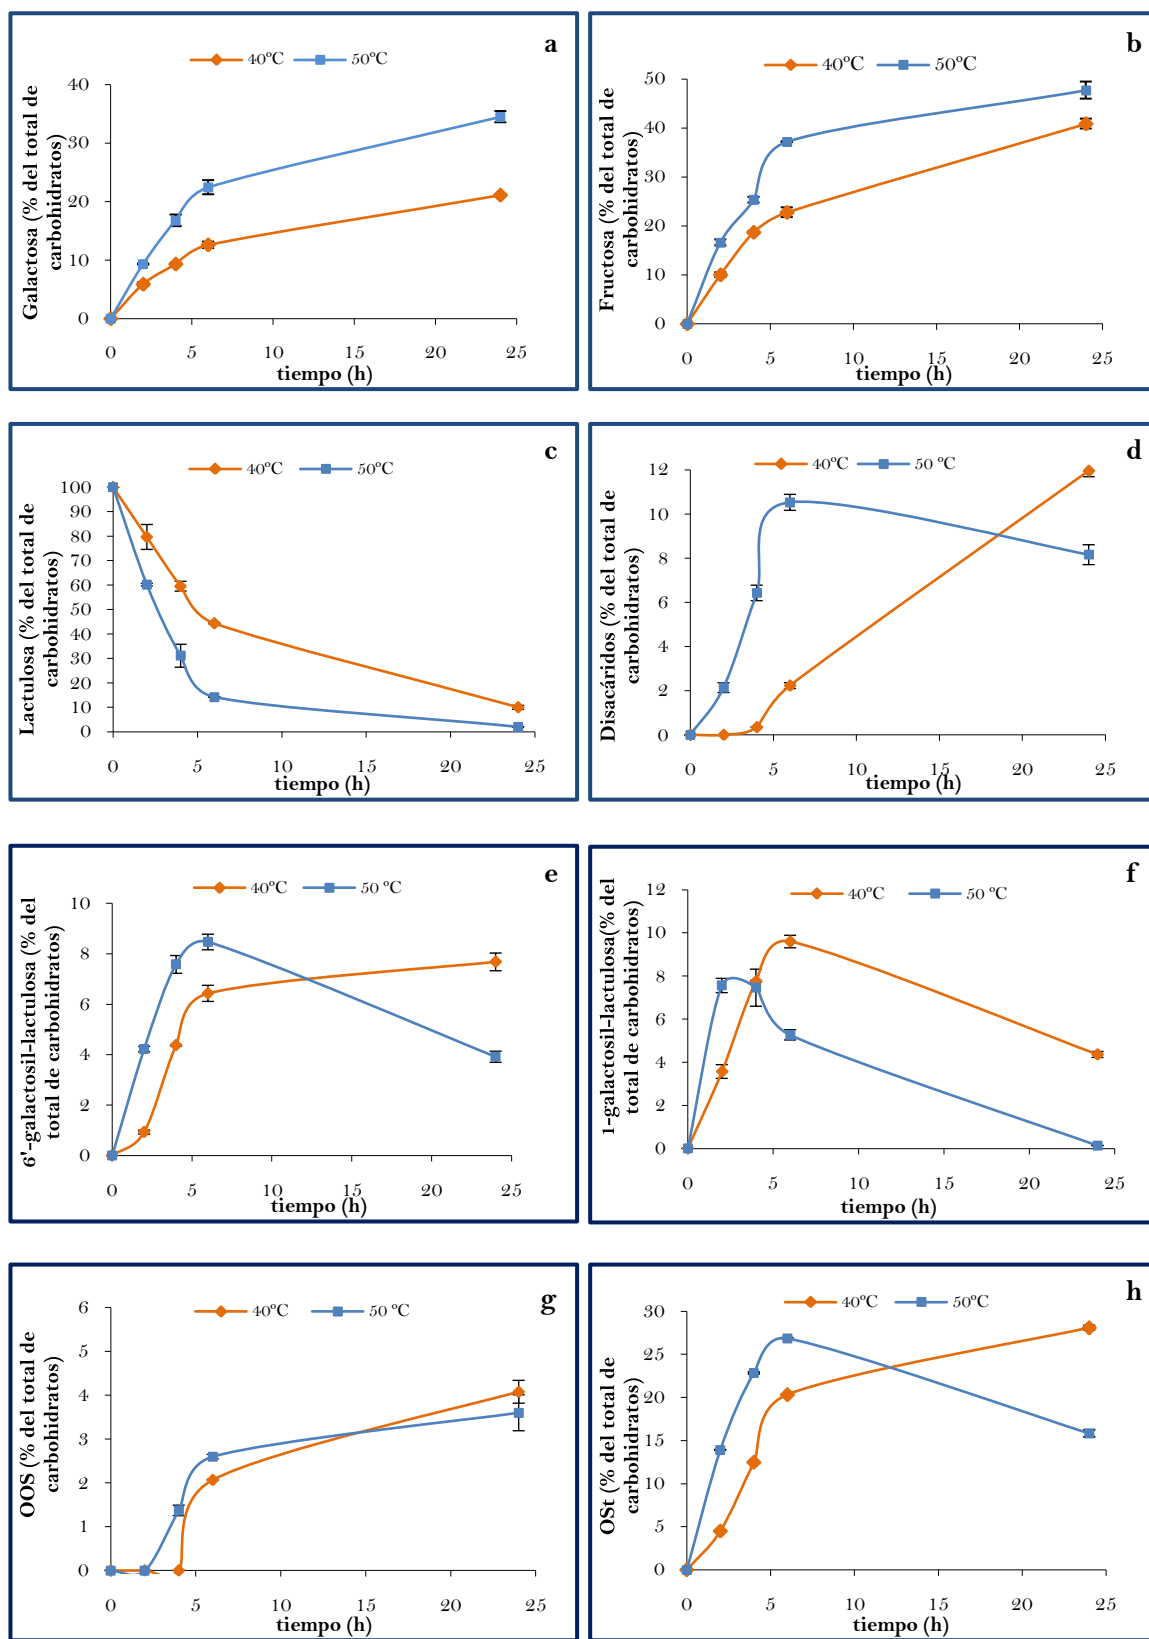 a
40ºC 50ºC
Galactosa (% del total de
carbohidratos)
40
30
20
10
0
0 5 10 15 20 25
tiempo (h)
b
40ºC 50ºC
Fructosa (% del total de
carbohidratos)
50
40
30
20
10
0
0 5 10 15 20 25
tiempo (h)
c
40ºC 50ºC
Lactulosa (% del total de
carbohidratos)
100
90
80
70
60
50
40
30
20
10
0
0 5 10 15 20 25
tiempo (h)
d
40ºC 50 ºC
Disacáridos (% del total de
carbohidratos)
12
10
8
6
4
2
0
0 5 10 15 20 25
tiempo (h)
e
40ºC 50 ºC
6'-galactosil-lactulosa (% del
total de carbohidratos)
10
8
6
4
2
0
0 5 10 15 20 25
tiempo (h)
f
40ºC 50 ºC
1-galactosil-lactulosa(% del
total de carbohidratos)
12
10
8
6
4
2
0
0 5 10 15 20 25
tiempo (h)
g
40ºC 50 ºC
OOS (% del total de
carbohidratos)
6
5
4
3
2
1
0
0 5 10 15 20 25
tiempo (h)
h
40ºC 50ºC
OSt (% del total de
carbohidratos)
30
25
20
15
10
5
0
0 5 10 15 20 25
tiempo (h)